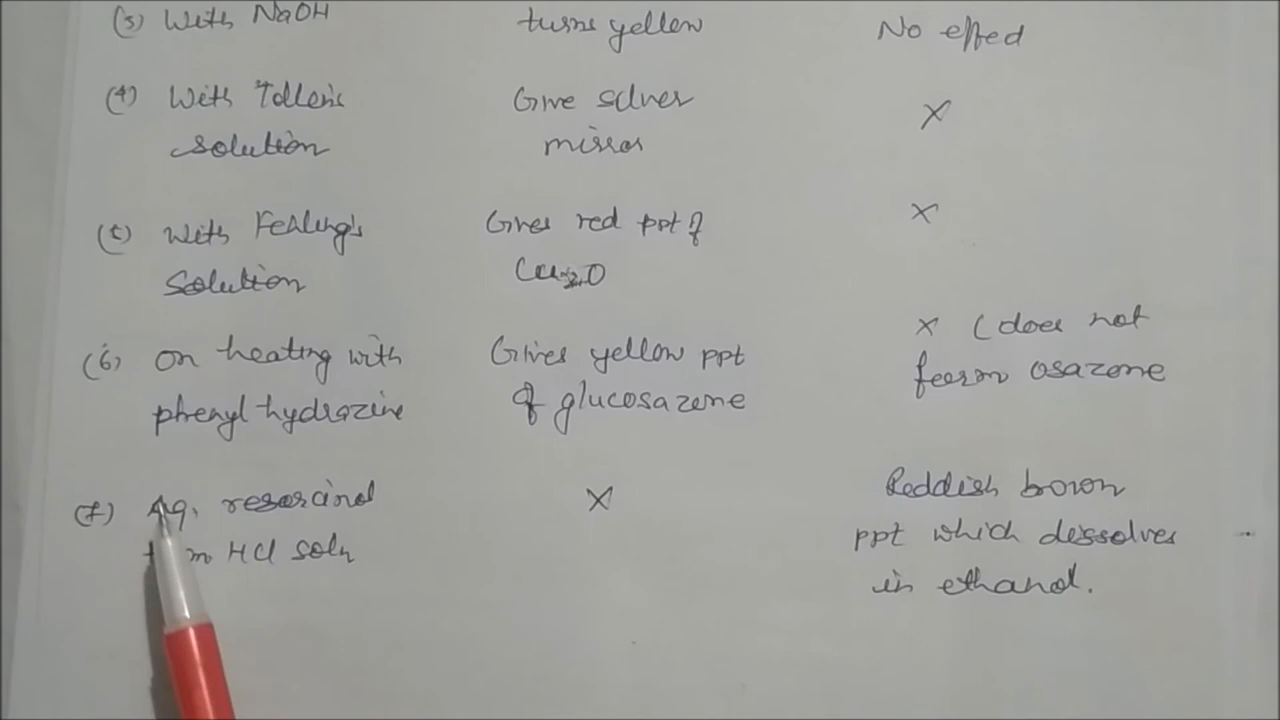 (3) With NaOH turns yellow No effed
(4) With Tollen's Give silver X
solution mirror
(5) With Fehling's Gives red ppt of X
Solution Cu2O
(6) On heating with Gives yellow ppt X (does not
phenyl hydrazine of glucosazone form osazone
(7) Aq. resorcinol X Reddish brown
HCl soln ppt which dissolves
in ethanol.